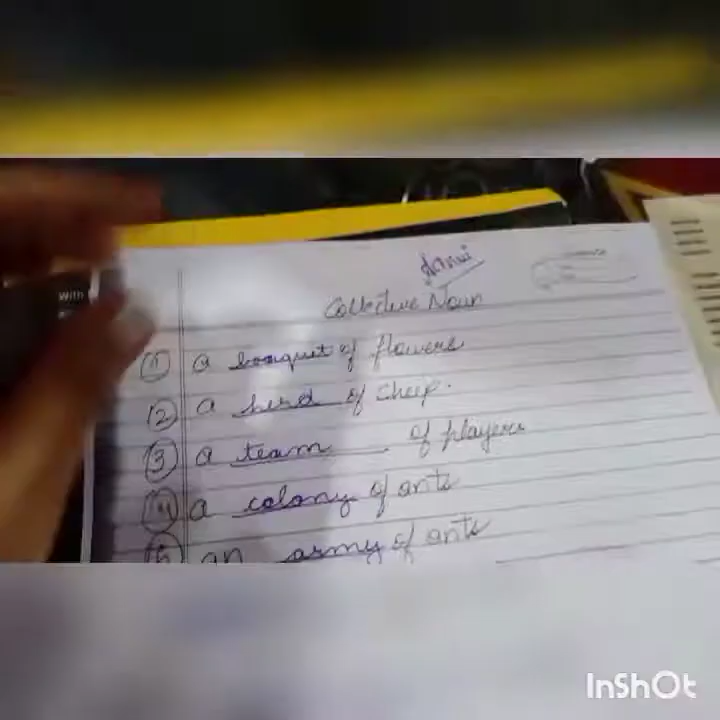 With
Collective Noun
① a bouquet of flowers
② a herd of sheep.
③ a team of players
④ a colony of ants
⑤ an army of ants
InShOt